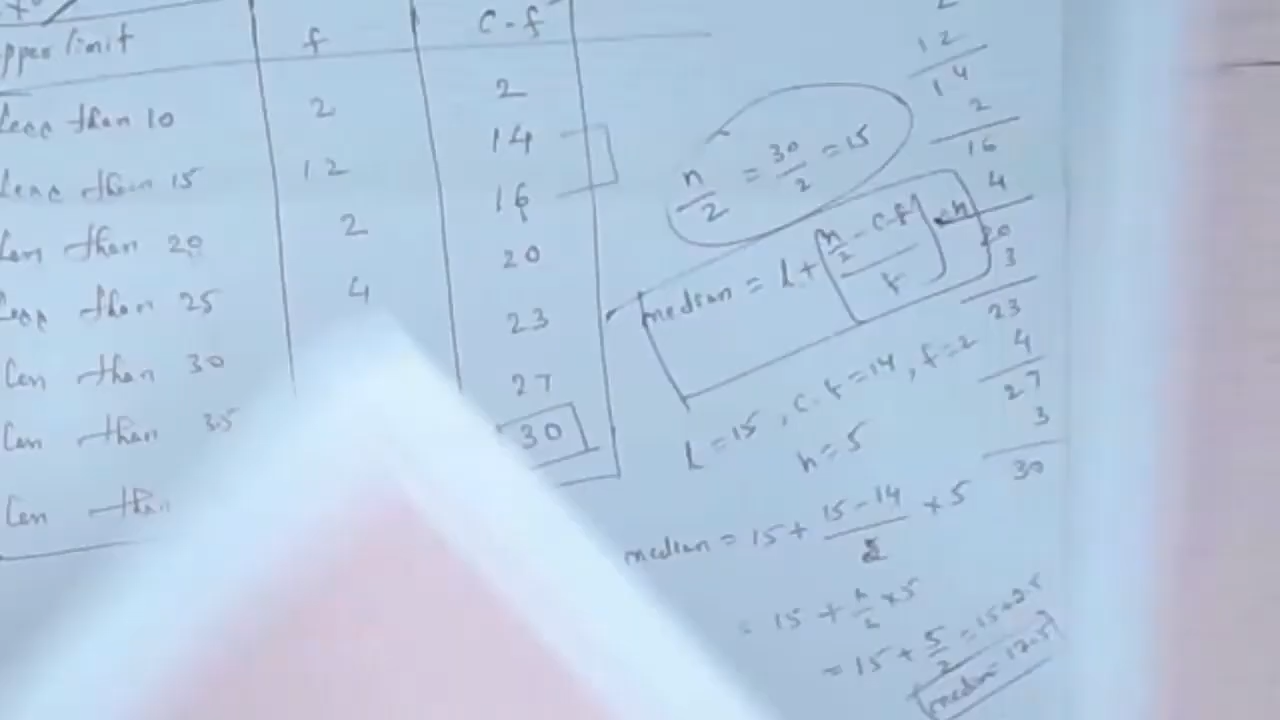 pper limit f c-f
Less than 10 2 2
Less than 15 12 14
Less than 20 2 16
Less than 25 4 20
Less than 30 23
Less than 35 27
Less than 30
12
14
2
16
4
20
3
23
4
27
3
30
n/2 = 30/2 = 15
median = l + (n/2 - c.f / f) × h
L = 15, c.f = 14, f = 2
h = 5
median = 15 + 15 - 14 / 2 × 5
= 15 + 1/2 × 5
= 15 + 5/2 = 15 + 2.5